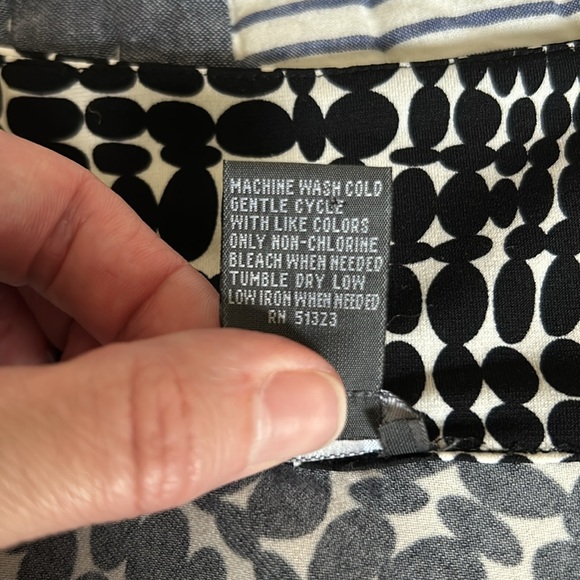 MACHINE WASH COLD
GENTLE CYCLE
WITH LIKE COLORS
ONLY NON-CHLORINE
BLEACH WHEN NEEDED
TUMBLE DRY LOW
LOW IRON WHEN NEEDED
RN 51323